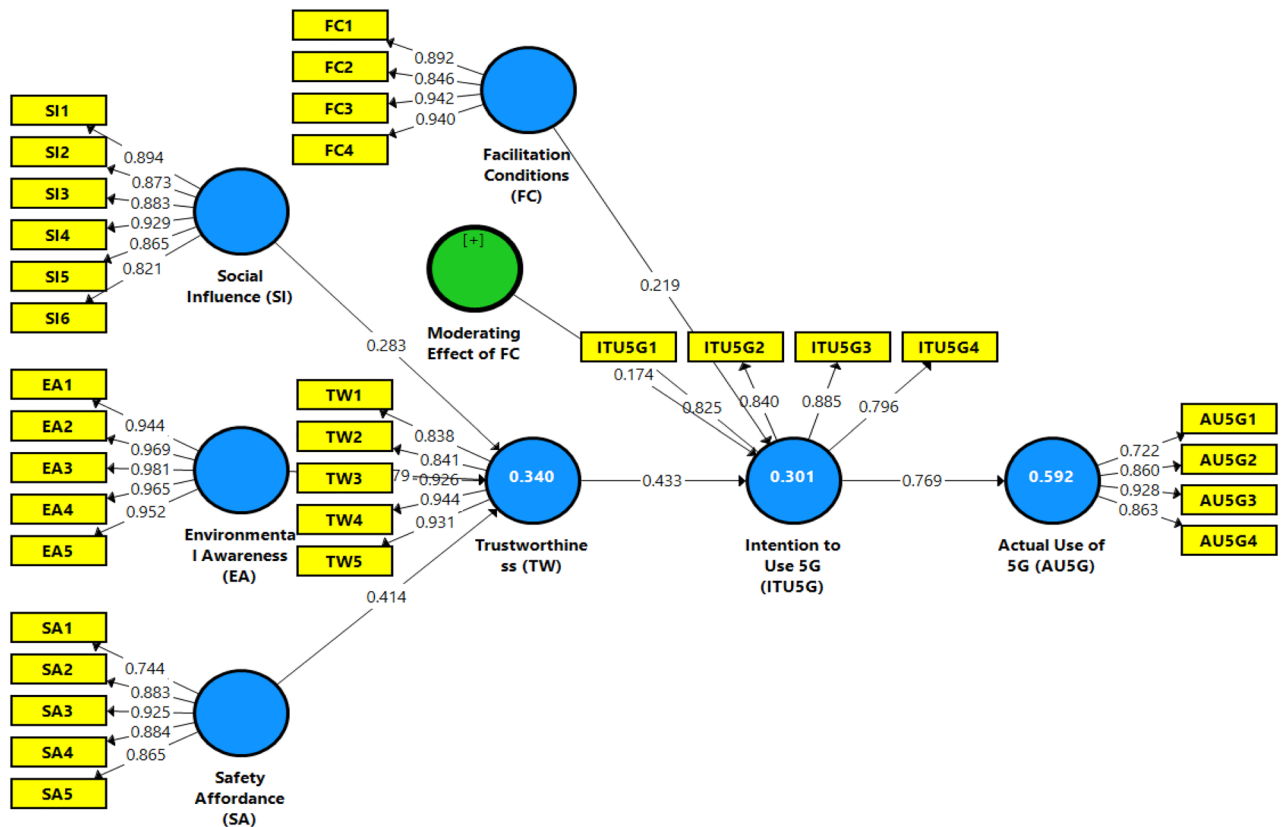 FC1
FC2
FC3
FC4
0.892
0.846
0.942
0.940
Facilitation
Conditions
(FC)
SI1
SI2
SI3
SI4
SI5
SI6
0.894
0.873
0.883
0.929
0.865
0.821
Social
Influence (SI)
[+]
Moderating
Effect of FC
0.219
0.283
0.174
ITU5G1
ITU5G2
ITU5G3
ITU5G4
0.825
0.840
0.885
0.796
EA1
EA2
EA3
EA4
EA5
0.944
0.969
0.981
0.965
0.952
Environmenta
l Awareness
(EA)
TW1
TW2
TW3
TW4
TW5
79
0.838
0.841
0.926
0.944
0.931
0.340
Trustworthine
ss (TW)
0.433
0.301
Intention to
Use 5G
(ITU5G)
0.769
0.592
Actual Use of
5G (AU5G)
0.722
0.860
0.928
0.863
AU5G1
AU5G2
AU5G3
AU5G4
0.414
SA1
SA2
SA3
SA4
SA5
0.744
0.883
0.925
0.884
0.865
Safety
Affordance
(SA)